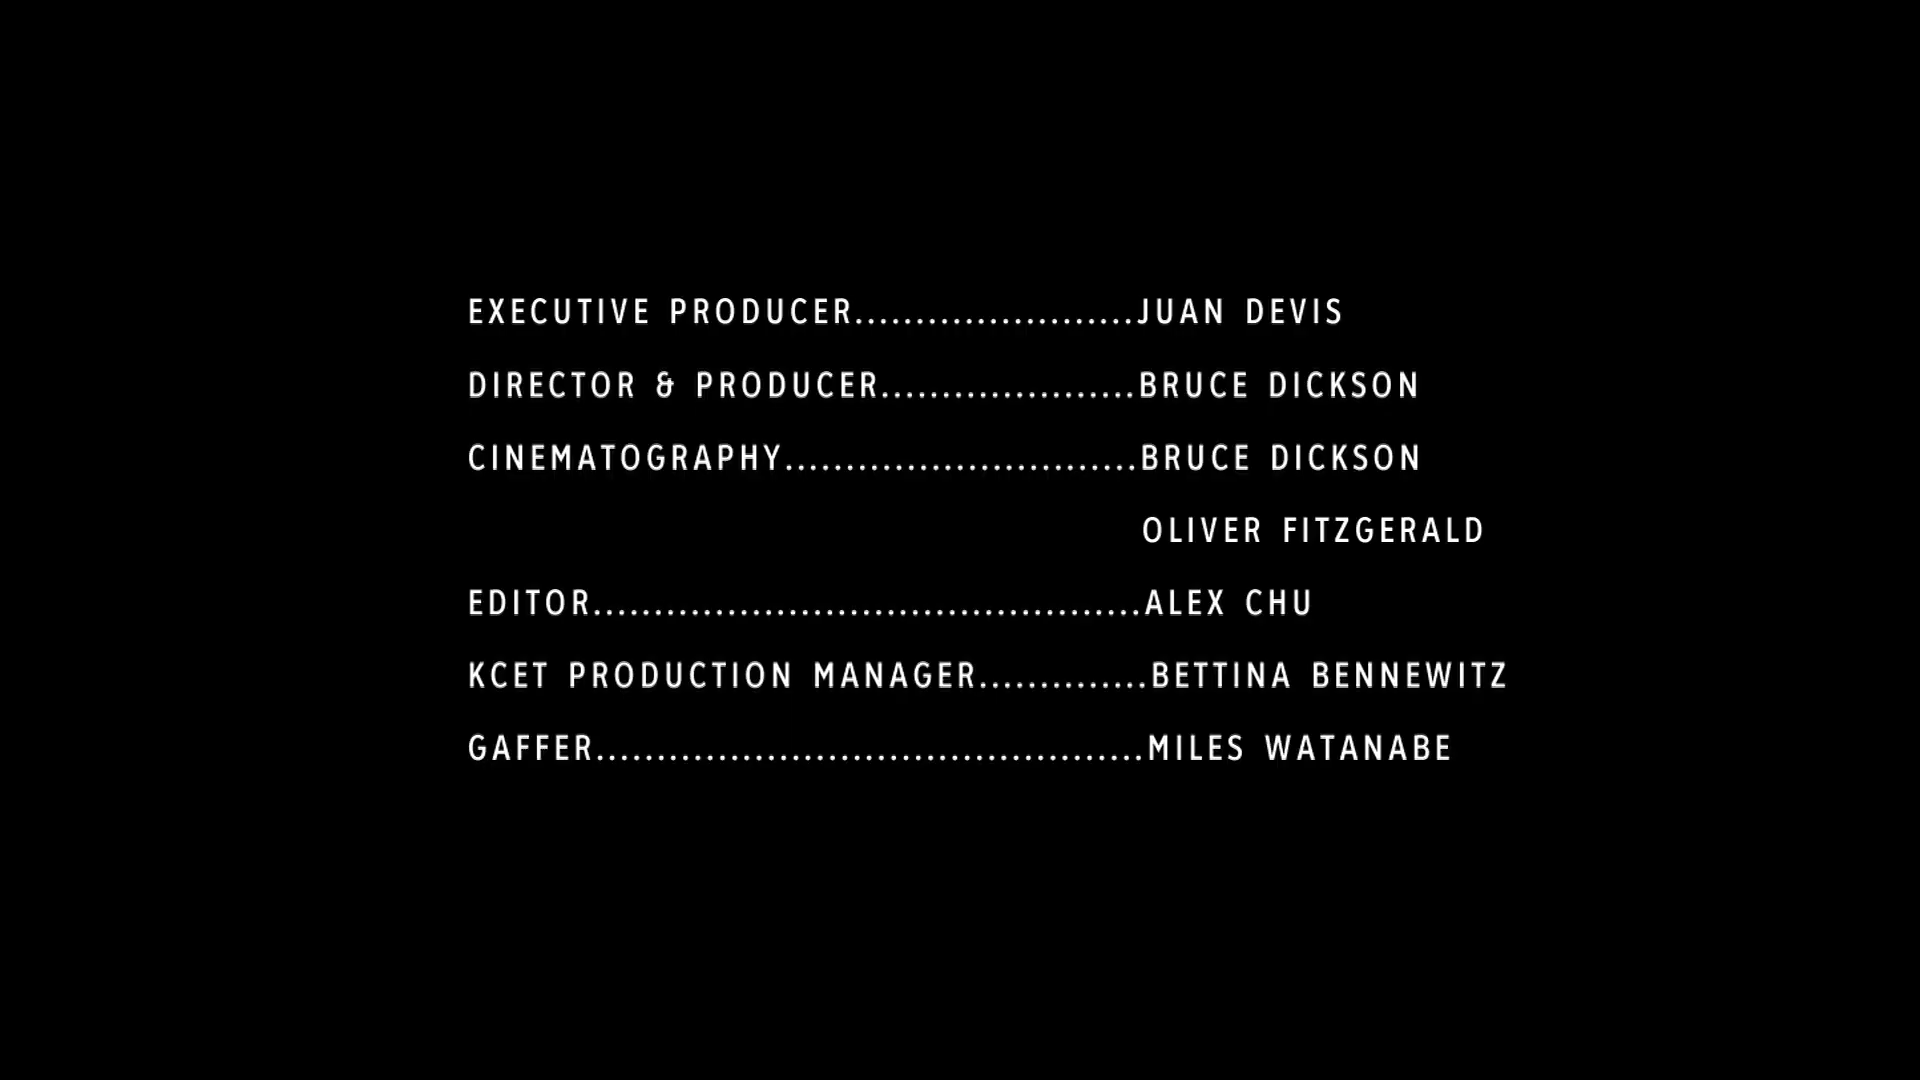 EXECUTIVE PRODUCER.......................JUAN DEVIS
DIRECTOR & PRODUCER.....................BRUCE DICKSON
CINEMATOGRAPHY.............................BRUCE DICKSON
OLIVER FITZGERALD
EDITOR.............................................ALEX CHU
KCET PRODUCTION MANAGER..............BETTINA BENNEWITZ
GAFFER.............................................MILES WATANABE